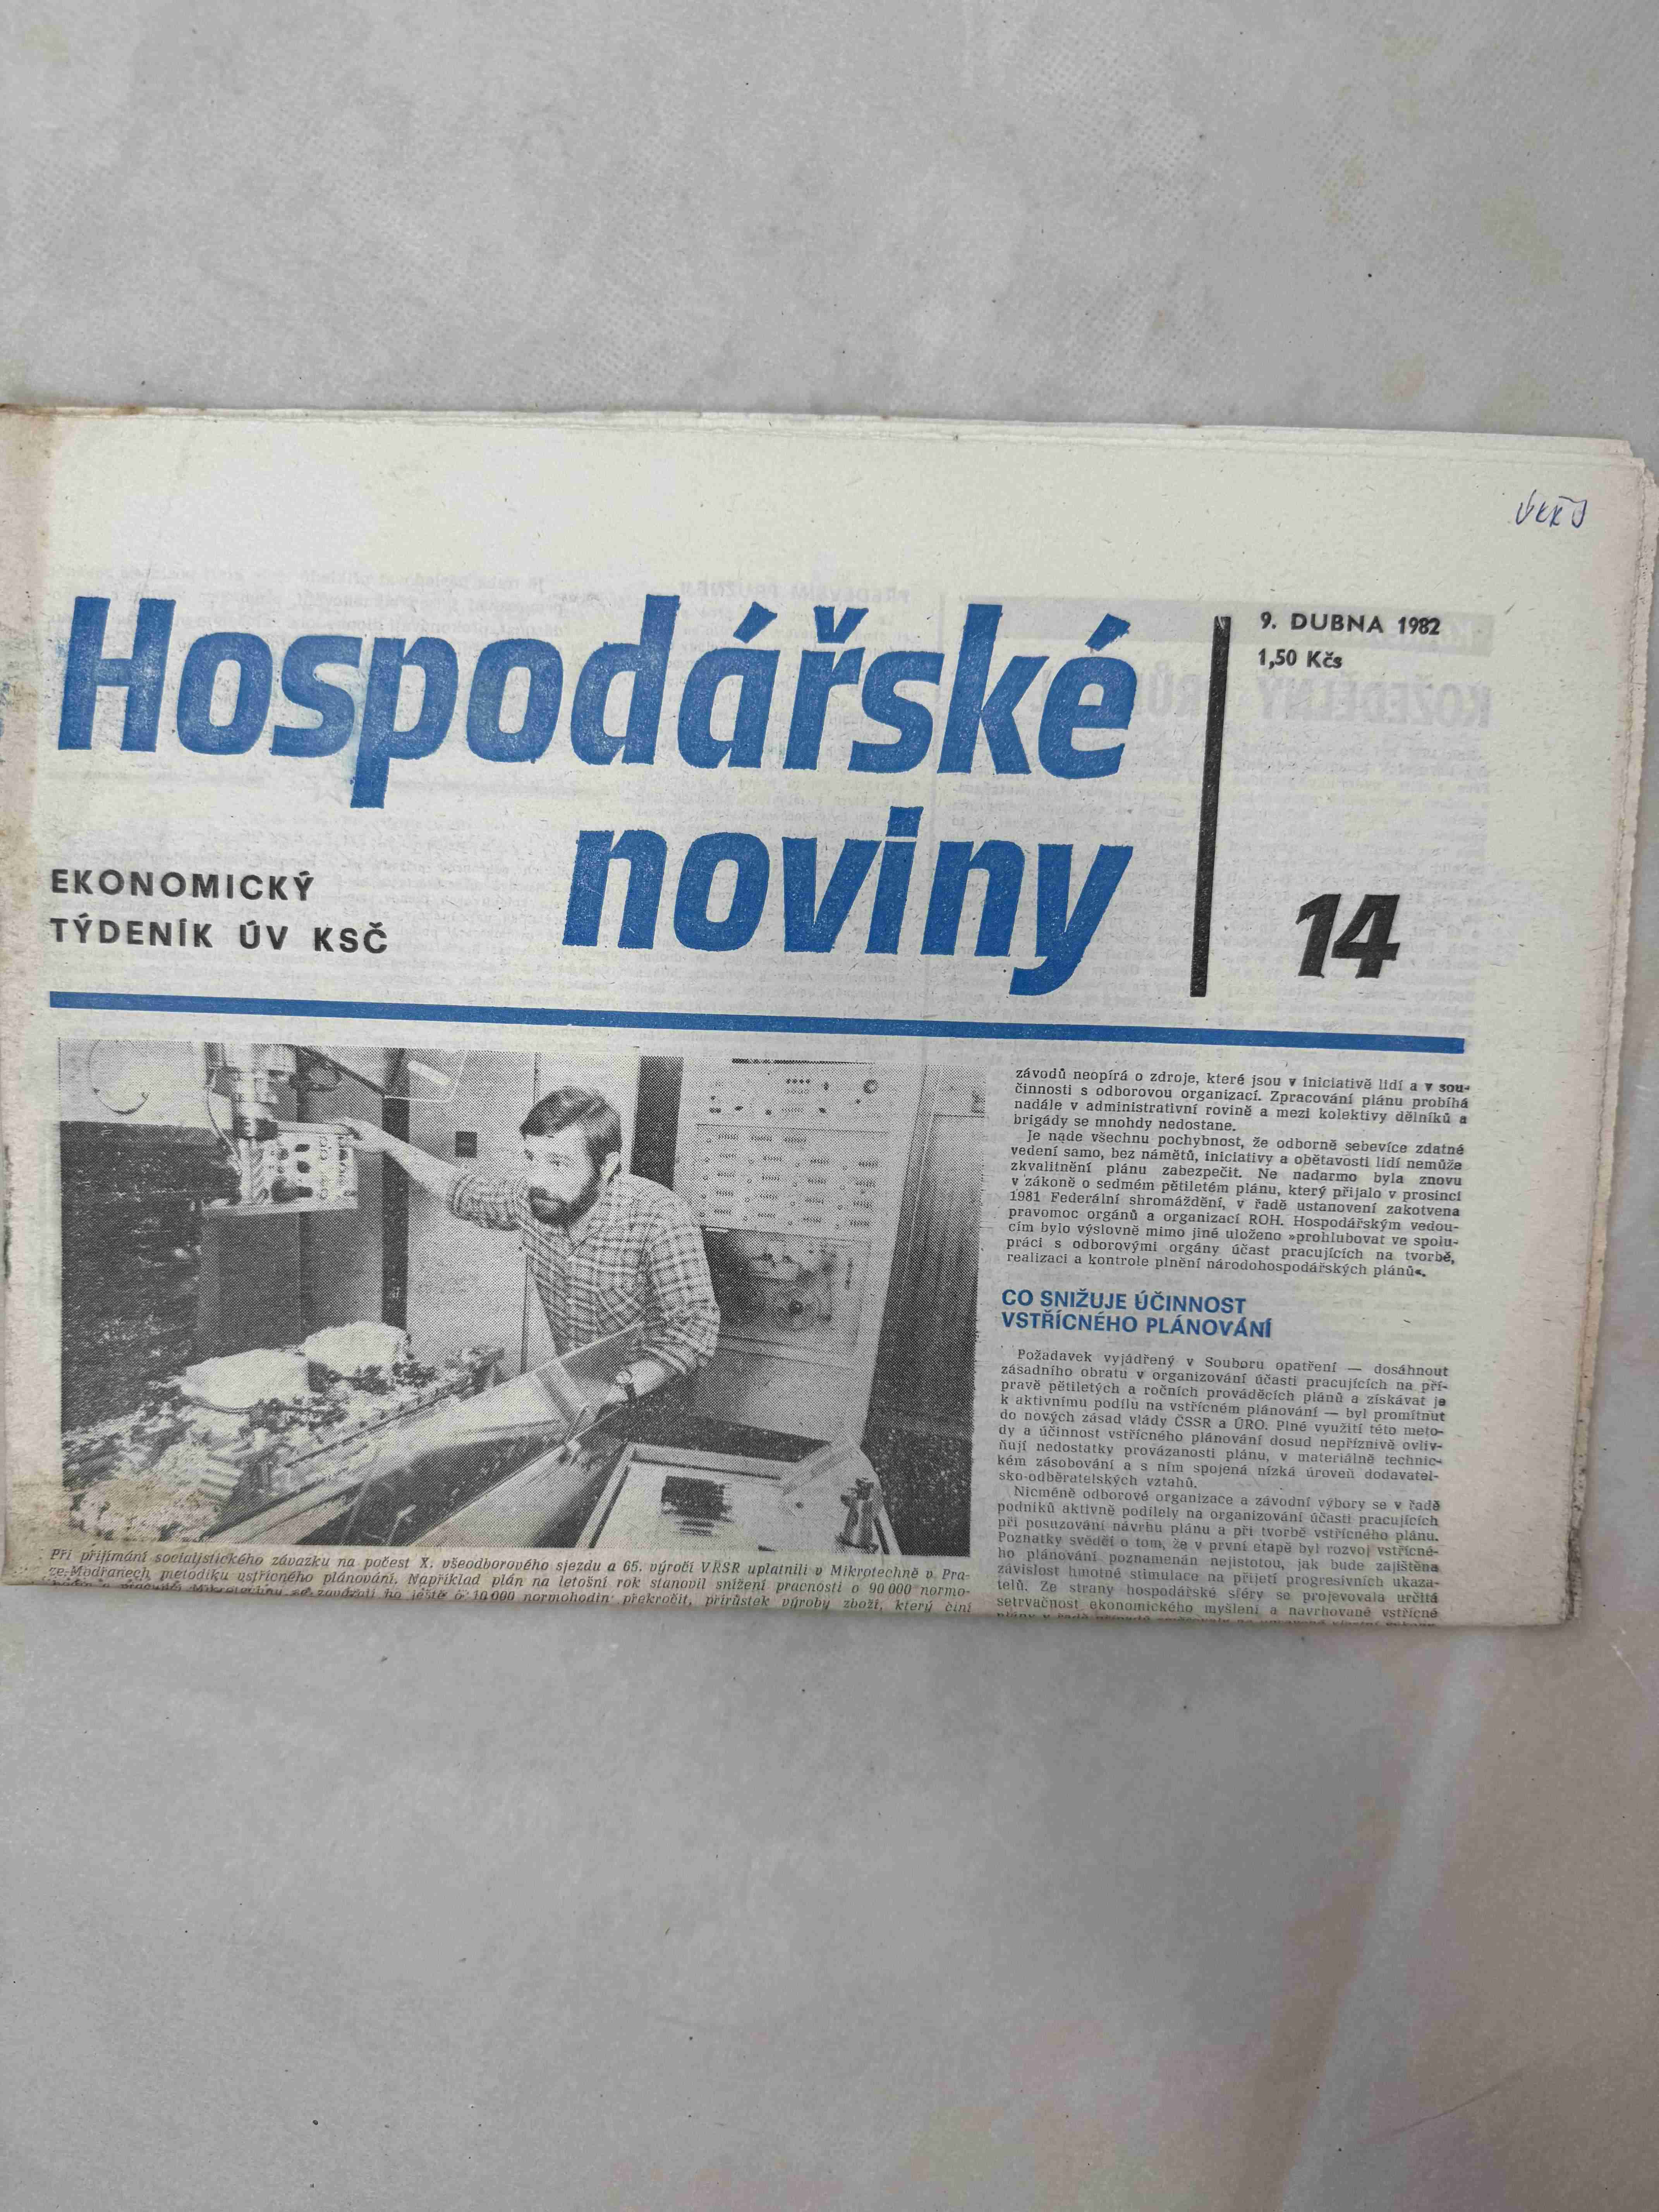 Hospodářské
noviny
EKONOMICKÝ
TÝDENÍK ÚV KSČ
9. DUBNA 1982
1,50 Kčs
14
Při přijímání socialistického závazku na počest X. všeodborového sjezdu a 65. výročí VŘSR uplatnili v Mikrotechně v Pra-
ze-Modřanech metodiku vstřícného plánování. Například plán na letošní rok stanovil snížení pracnosti o 90 000 normo-
se zavázali ho ještě o 10 000 normohodin překročit, přírůstek výroby zboží, který činí
závodů neopírá o zdroje, které jsou v iniciativě lidí a v sou-
činnosti s odborovou organizací. Zpracování plánu probíhá
nadále v administrativní rovině a mezi kolektivy dělníků a
brigády se mnohdy nedostane.
Je nade všechnu pochybnost, že odborně sebevíce zdatné
vedení samo, bez námětů, iniciativy a obětavosti lidí nemůže
zkvalitnění plánu zabezpečit. Ne nadarmo byla znovu
v zákoně o sedmém pětiletém plánu, který přijalo v prosinci
1981 Federální shromáždění, v řadě ustanovení zakotvena
pravomoc orgánů a organizací ROH. Hospodářským vedou-
cím bylo výslovně mimo jiné uloženo »prohlubovat ve spolu-
práci s odborovými orgány účast pracujících na tvorbě,
realizaci a kontrole plnění národohospodářských plánů«.
CO SNIŽUJE ÚČINNOST
VSTŘÍCNÉHO PLÁNOVÁNÍ
Požadavek vyjádřený v Souboru opatření — dosáhnout
zásadního obratu v organizování účasti pracujících na pří-
pravě pětiletých a ročních prováděcích plánů a získávat je
k aktivnímu podílu na vstřícném plánování — byl promítnut
do nových zásad vlády ČSSR a ÚRO. Plné využití této meto-
dy a účinnost vstřícného plánování dosud nepříznivě ovliv-
ňují nedostatky provázanosti plánu, v materiálně technic-
kém zásobování a s ním spojená nízká úroveň dodavatel-
sko-odběratelských vztahů.
Nicméně odborové organizace a závodní výbory se v řadě
podniků aktivně podílely na organizování účasti pracujících
při posuzování návrhu plánu a při tvorbě vstřícného plánu.
Poznatky svědčí o tom, že v první etapě byl rozvoj vstřícné-
ho plánování poznamenán nejistotou, jak bude zajištěna
závislost hmotné stimulace na přijetí progresivních ukaza-
telů. Ze strany hospodářské sféry se projevovala určitá
setrvačnost ekonomického myšlení a navrhované vstřícné